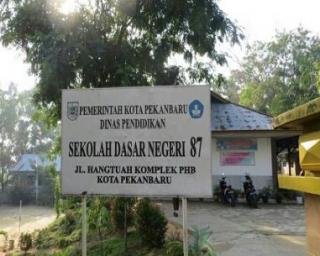 PEMERINTAH KOTA PEKANBARU
DINAS PENDIDIKAN
SEKOLAH DASAR NEGERI 87
JL. HANGTUAH KOMPLEK PHB
KOTA PEKANBARU